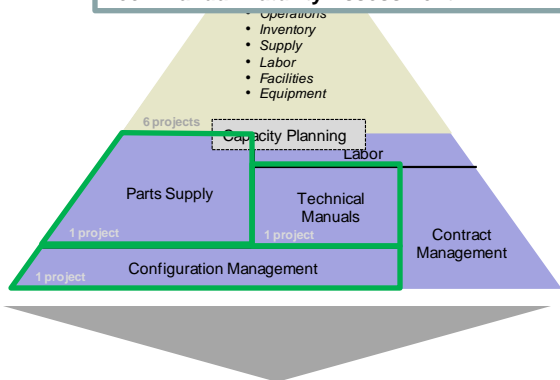 • Operations
• Inventory
• Supply
• Labor
• Facilities
• Equipment
6 projects
Capacity Planning
Labor
Parts Supply
Technical
Manuals
1 project
1 project
Contract
Management
Configuration Management
1 project